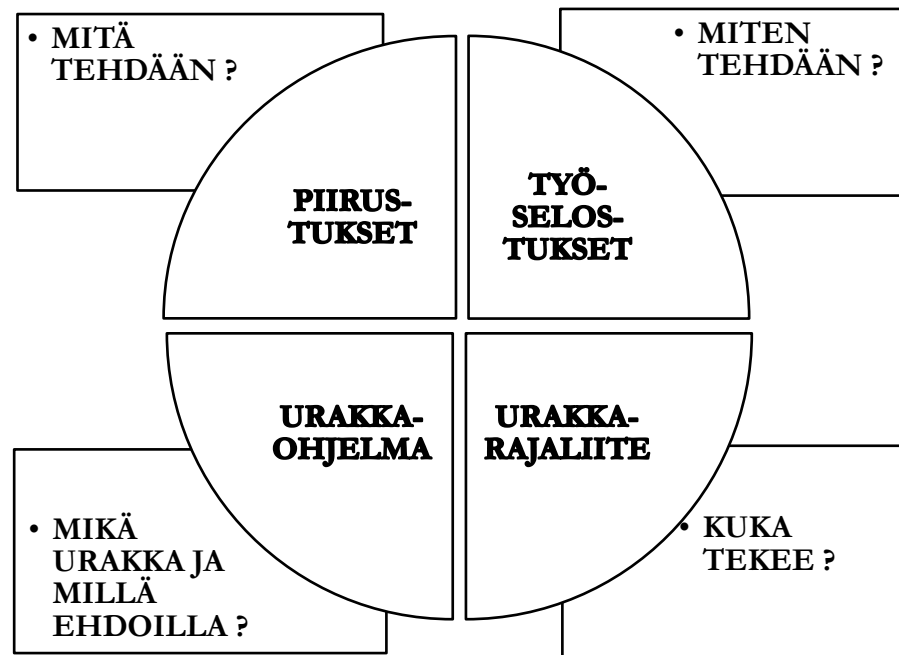 • MITÄ
TEHDÄÄN ?
• MITEN
TEHDÄÄN ?
PIIRUS-
TUKSET
TYÖ-
SELOS-
TUKSET
URAKKA-
OHJELMA
URAKKA-
RAJALIITE
• MIKÄ
URAKKA JA
MILLÄ
EHDOILLA ?
• KUKA
TEKEE ?